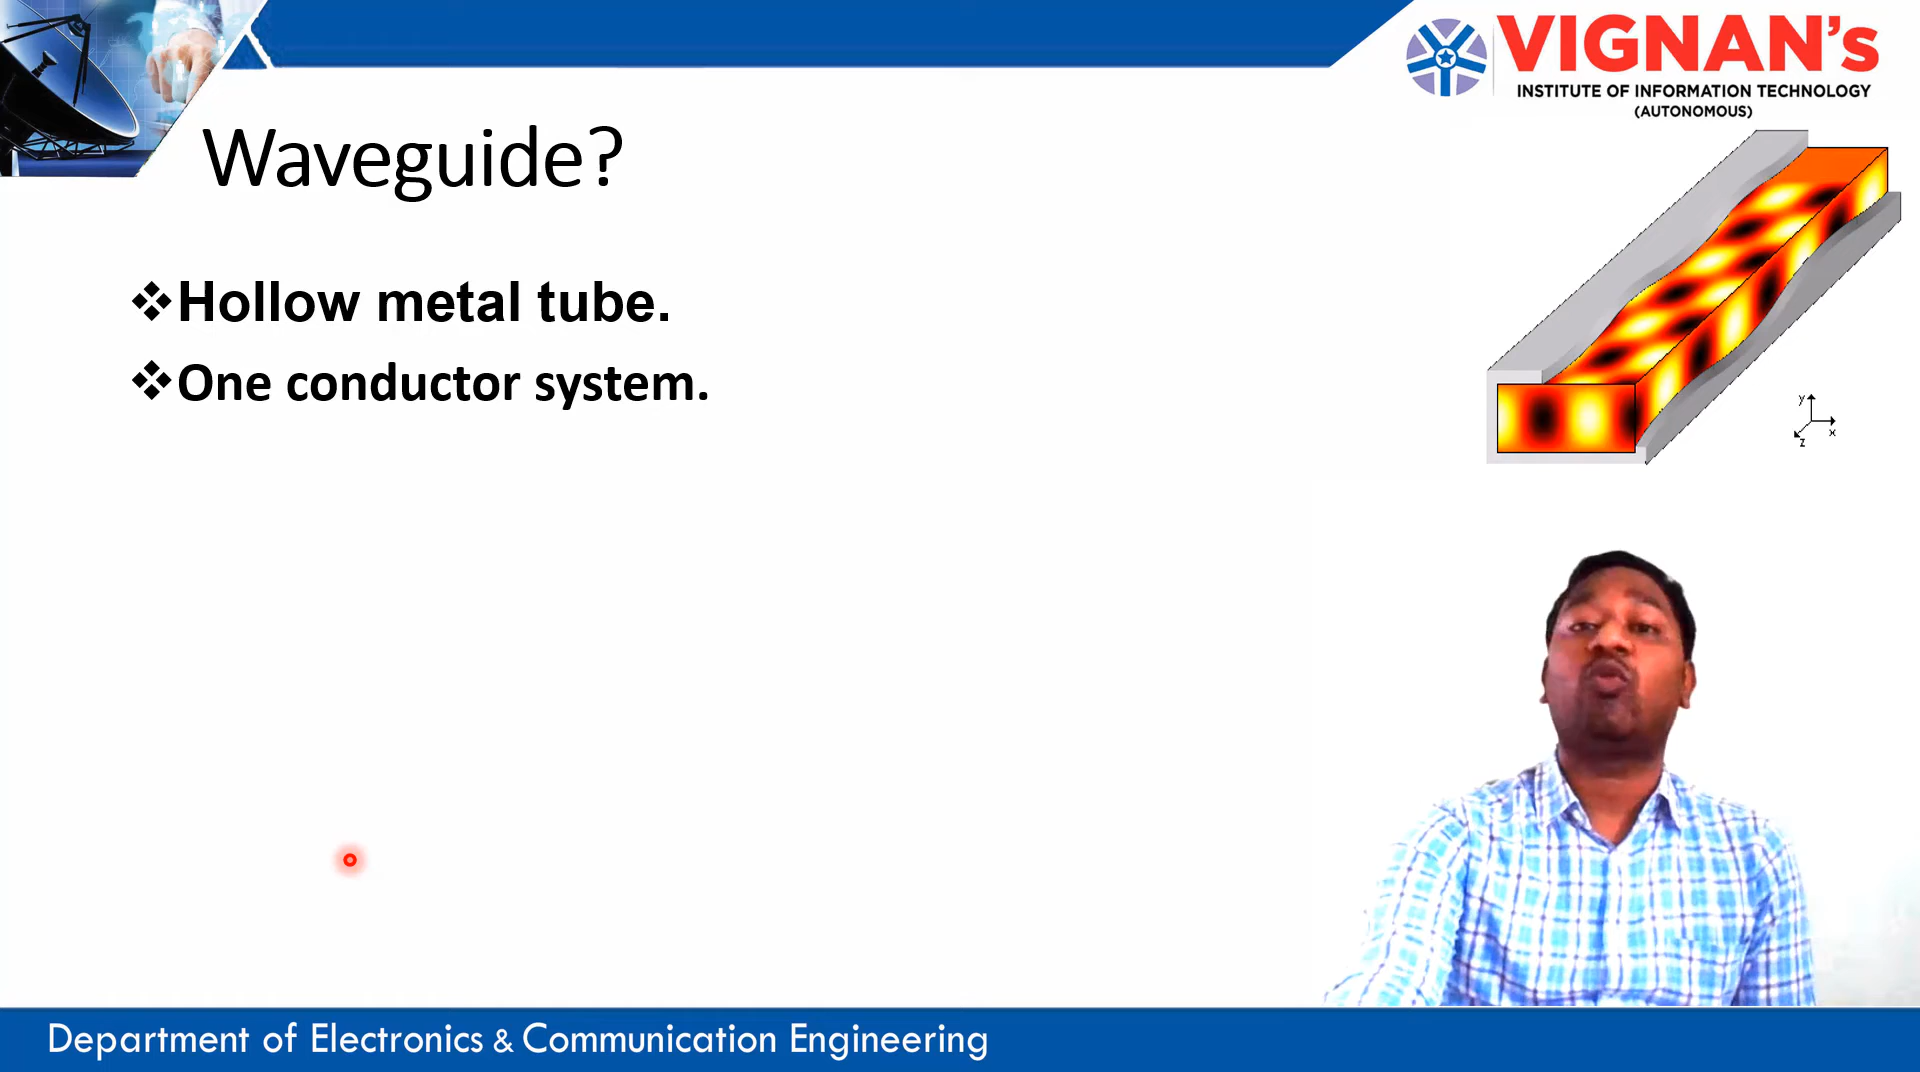 VIGNAN's
INSTITUTE OF INFORMATION TECHNOLOGY
(AUTONOMOUS)
Waveguide?
❖Hollow metal tube.
❖One conductor system.
y
x
z
Department of Electronics & Communication Engineering